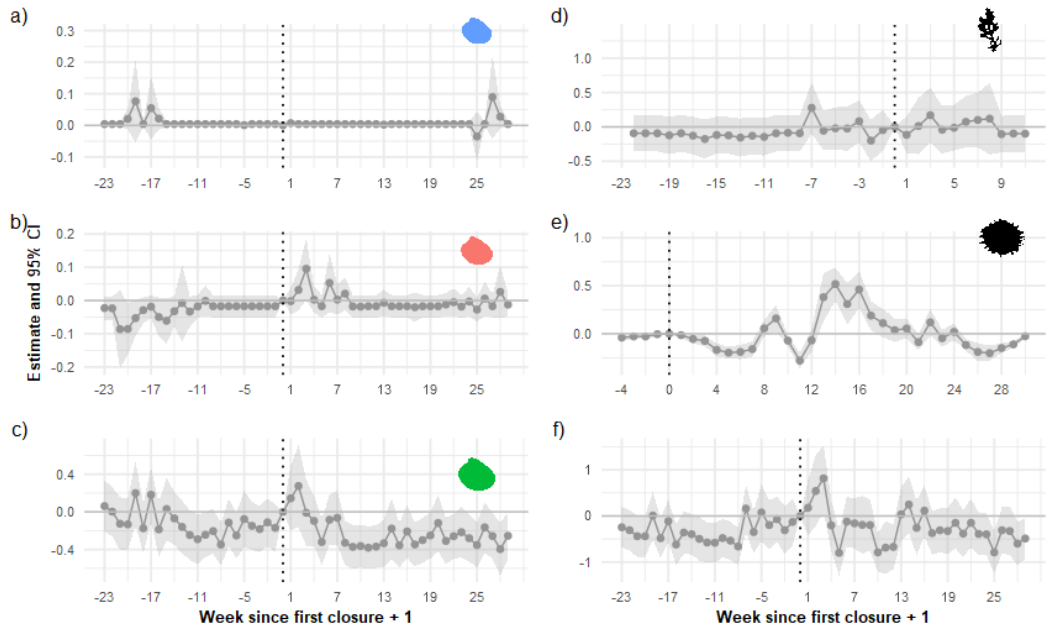 a)
0.3
0.2
0.1
0.0
-0.1
-23 -17 -11 -5 1 7 13 19 25
b)
0.2
0.1
0.0
-0.1
-0.2
-23 -17 -11 -5 1 7 13 19 25
c)
0.4
0.0
-0.4
-23 -17 -11 -5 1 7 13 19 25
Week since first closure + 1
Estimate and 95% CI
d)
1.0
0.5
0.0
-0.5
-23 -19 -15 -11 -7 -3 1 5 9
e)
1.0
0.5
0.0
-4 0 4 8 12 16 20 24 28
f)
1
0
-1
-23 -17 -11 -5 1 7 13 19 25
Week since first closure + 1